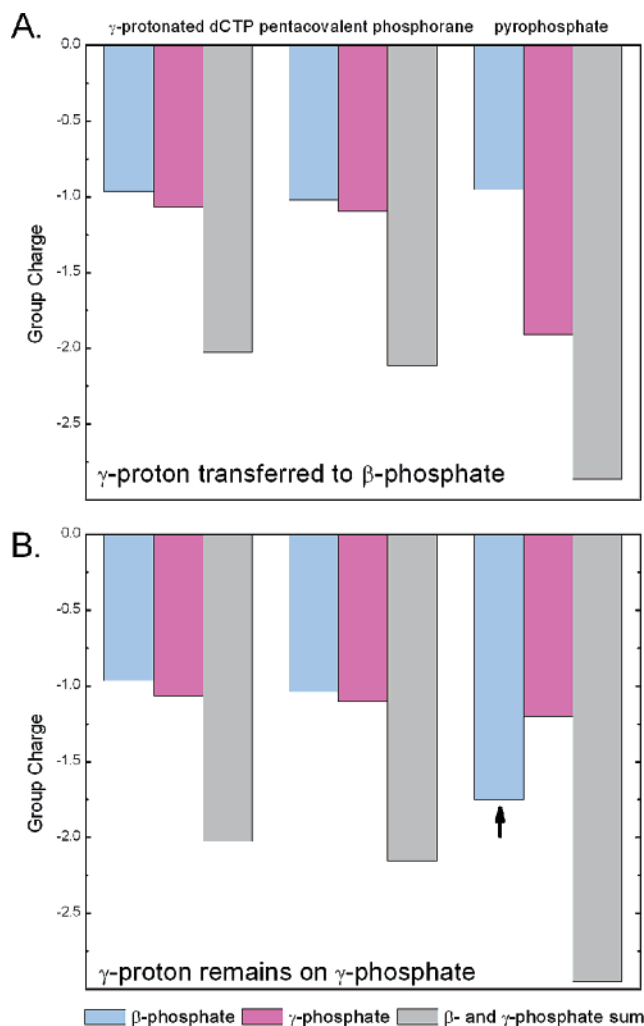 A.
γ-protonated dCTP pentacovalent phosphorane pyrophosphate
0.0
-0.5
-1.0
-1.5
-2.0
-2.5
Group Charge
γ-proton transferred to β-phosphate
B.
0.0
-0.5
-1.0
-1.5
-2.0
-2.5
Group Charge
γ-proton remains on γ-phosphate
β-phosphate γ-phosphate β- and γ-phosphate sum